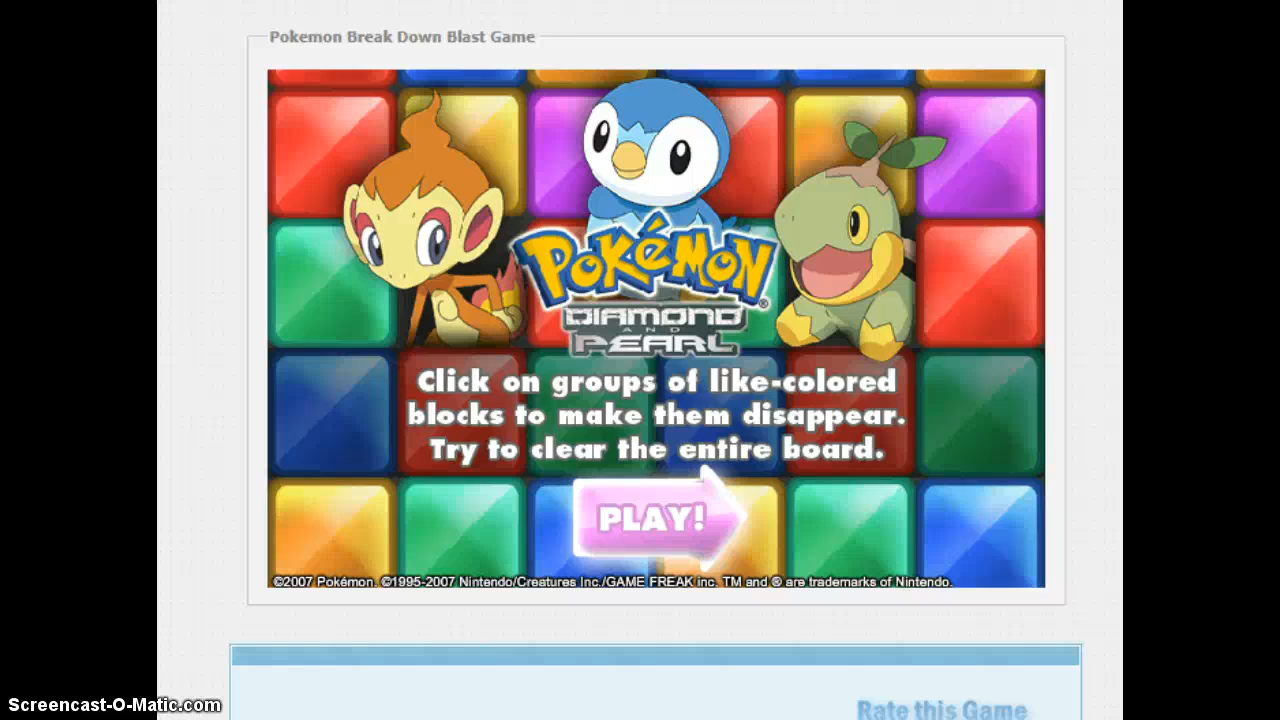 Pokemon Break Down Blast Game
POKéMON
®
DIAMOND
AND
PEARL
Click on groups of like-colored
blocks to make them disappear.
Try to clear the entire board.
PLAY!
©2007 Pokémon. ©1995-2007 Nintendo/Creatures Inc./GAME FREAK inc. TM and ® are trademarks of Nintendo.
Rate this Game
Screencast-O-Matic.com